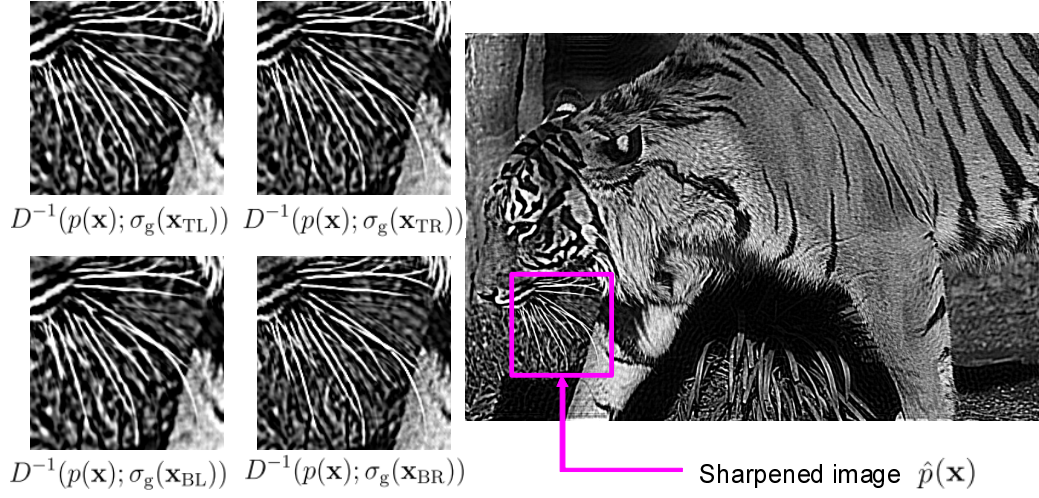 D⁻¹(p(𝐱); σ_g(𝐱_TL)) D⁻¹(p(𝐱); σ_g(𝐱_TR))
D⁻¹(p(𝐱); σ_g(𝐱_BL)) D⁻¹(p(𝐱); σ_g(𝐱_BR))
Sharpened image p̂(𝐱)